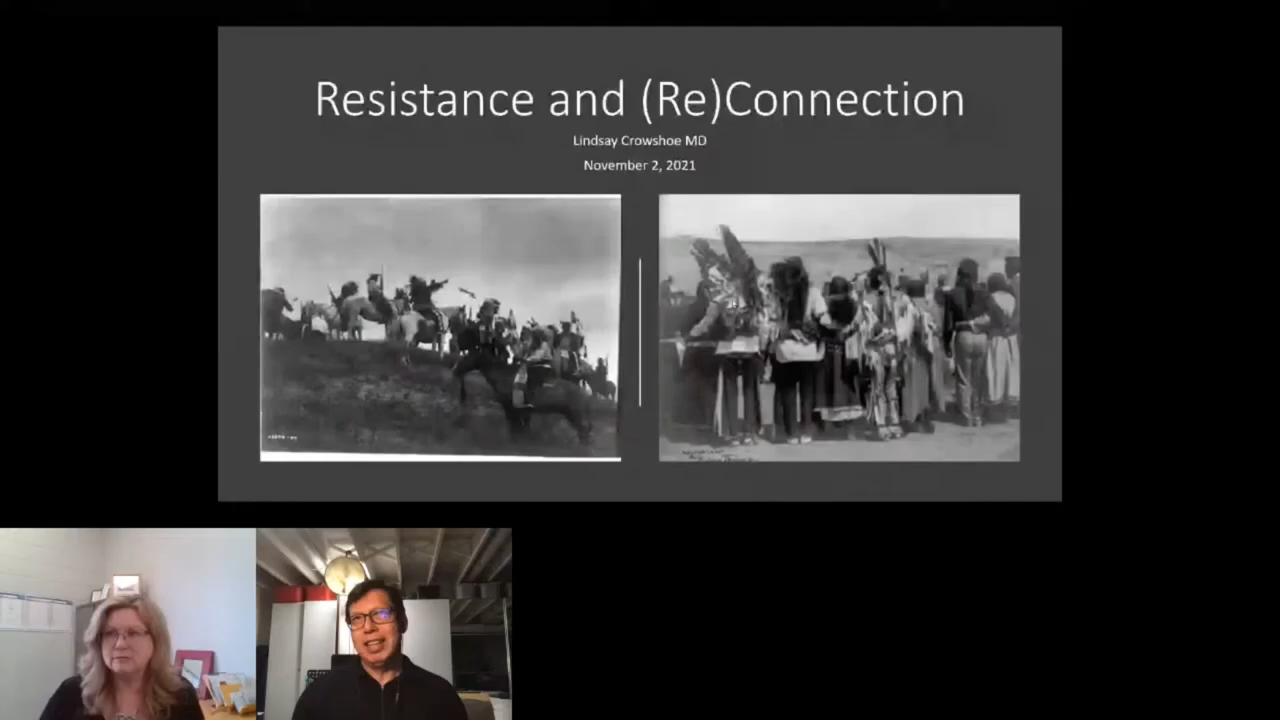 Resistance and (Re)Connection
Lindsay Crowshoe MD
November 2, 2021